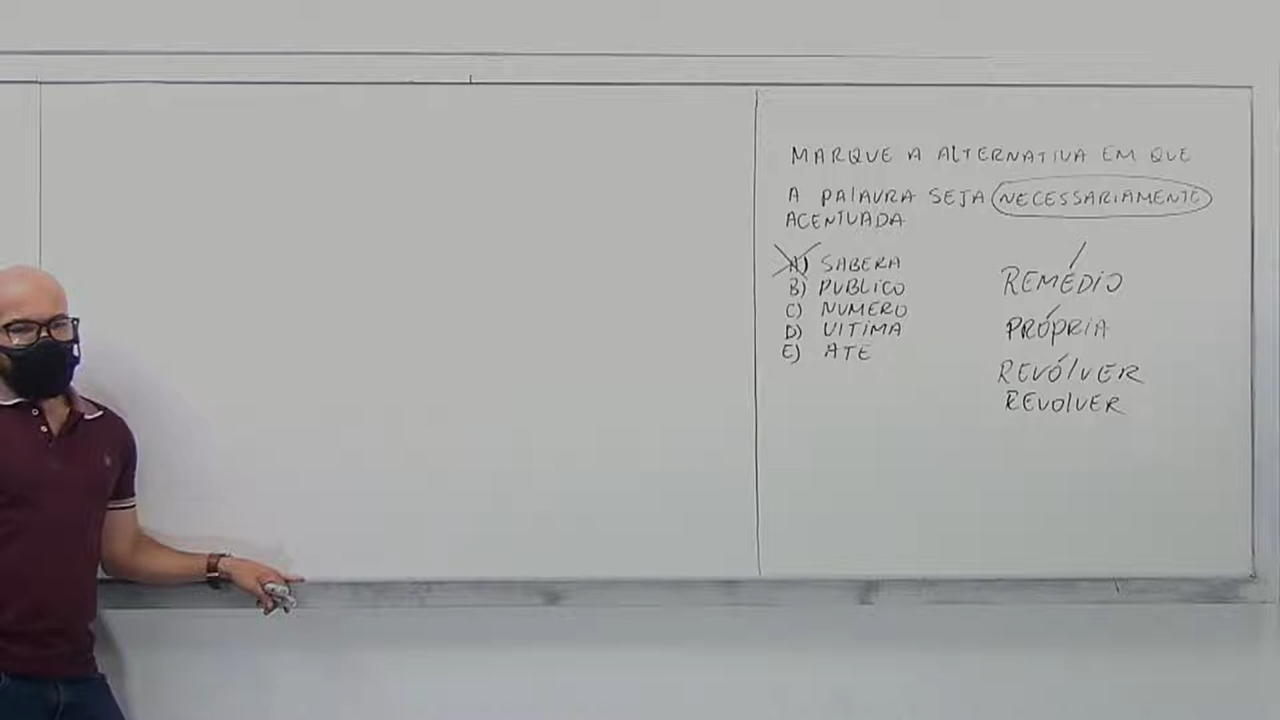 MARQUE A ALTERNATIVA EM QUE
A PALAVRA SEJA NECESSARIAMENTE
ACENTUADA
A) SABERA
B) PUBLICO
C) NUMERO
D) VITIMA
E) ATE
REMÉDIO
PRÓPRIA
REVÓLVER
REVOLVER